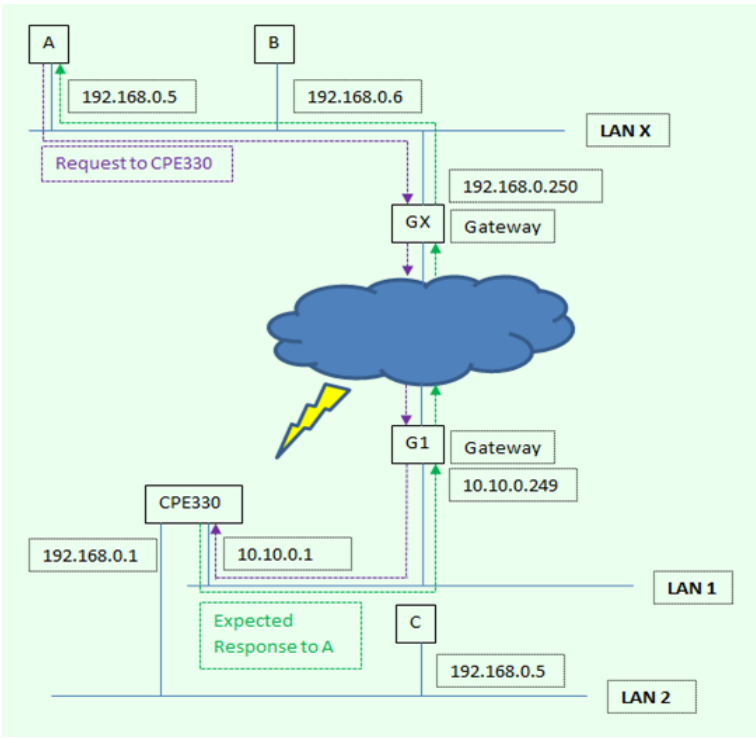 A
B
192.168.0.5
192.168.0.6
LAN X
Request to CPE330
192.168.0.250
GX
Gateway
G1
Gateway
10.10.0.249
CPE330
192.168.0.1
10.10.0.1
LAN 1
Expected
Response to A
C
192.168.0.5
LAN 2